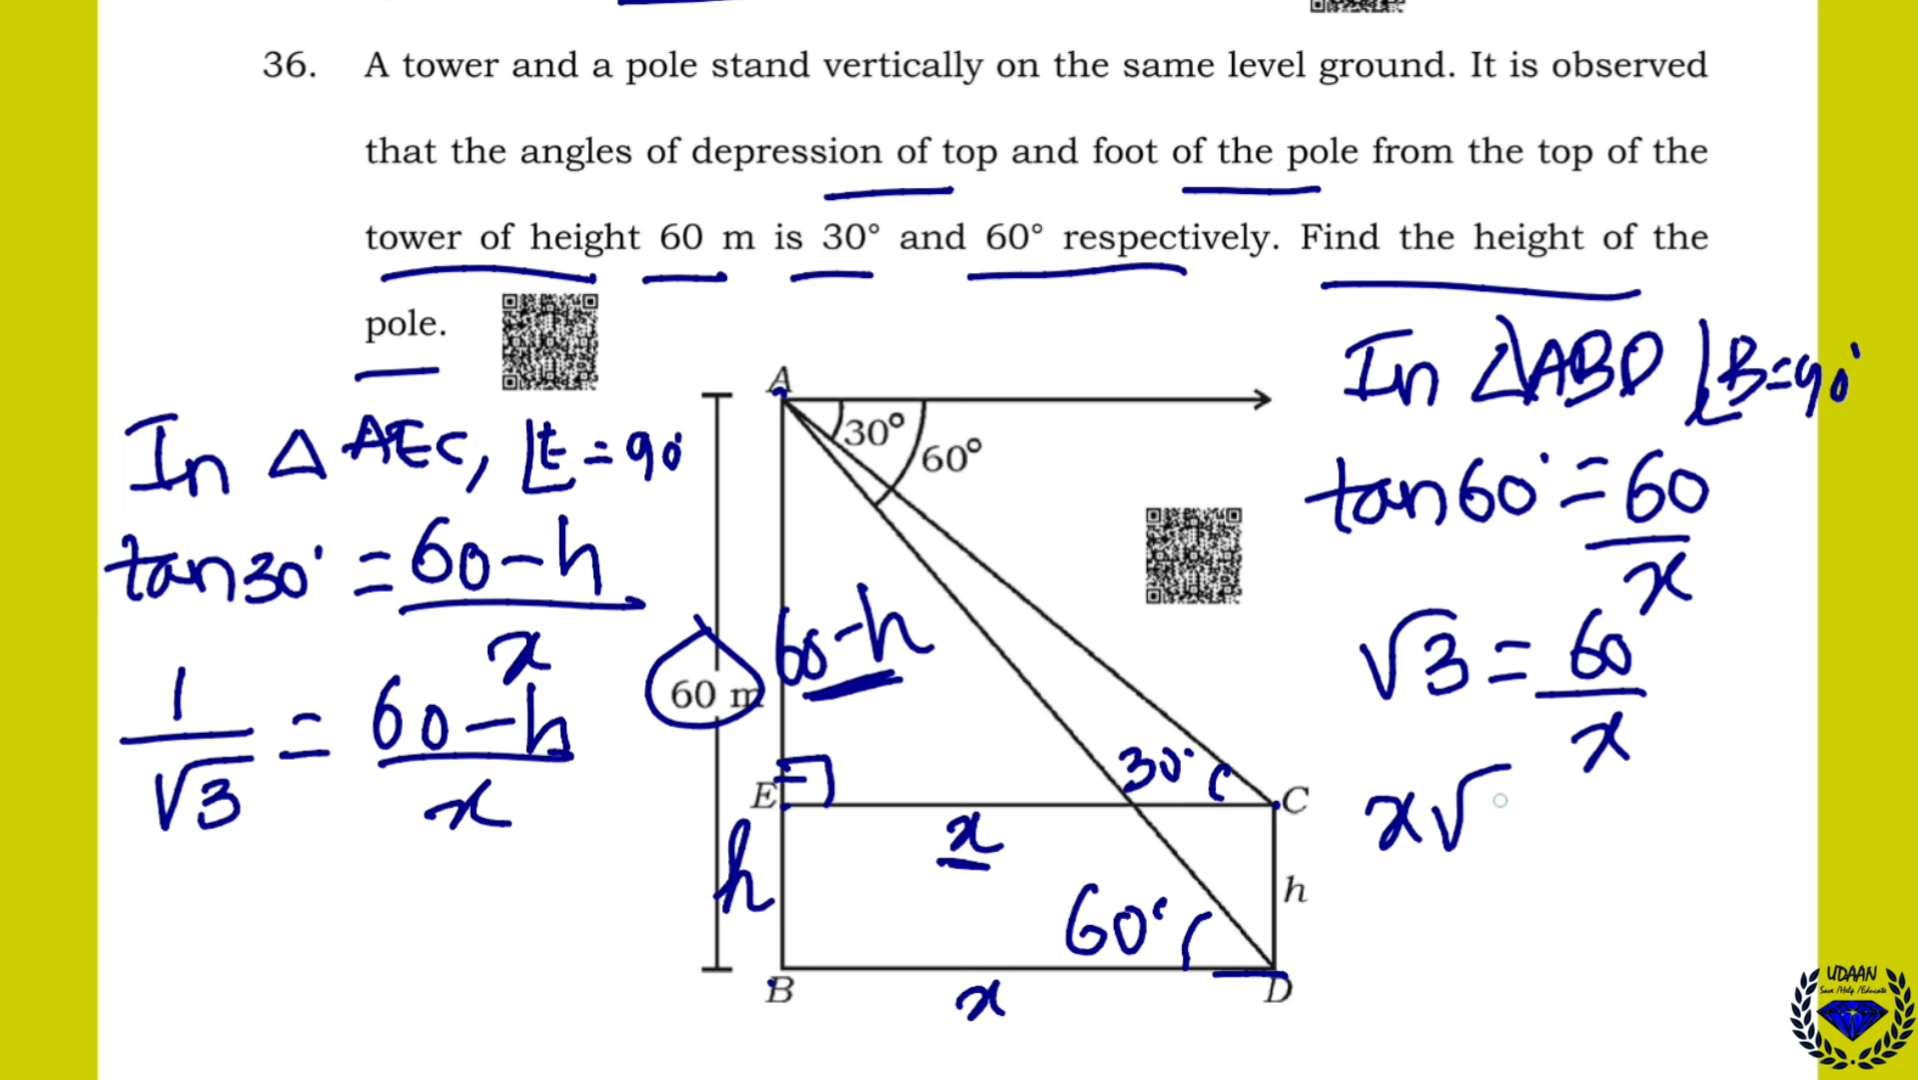 36. A tower and a pole stand vertically on the same level ground. It is observed
that the angles of depression of top and foot of the pole from the top of the
tower of height 60 m is 30° and 60° respectively. Find the height of the
pole.
In △ABD ∠B=90°
In △ AEC, ∠E=90°
tan30° = 60-h / x
1/√3 = 60-h / x
A
30°
60°
60 m
60-h
E
30°
C
x
h
h
60°
B
x
D
tan60° = 60 / x
√3 = 60 / x
x√
UDAAN
Save /Help /Educate